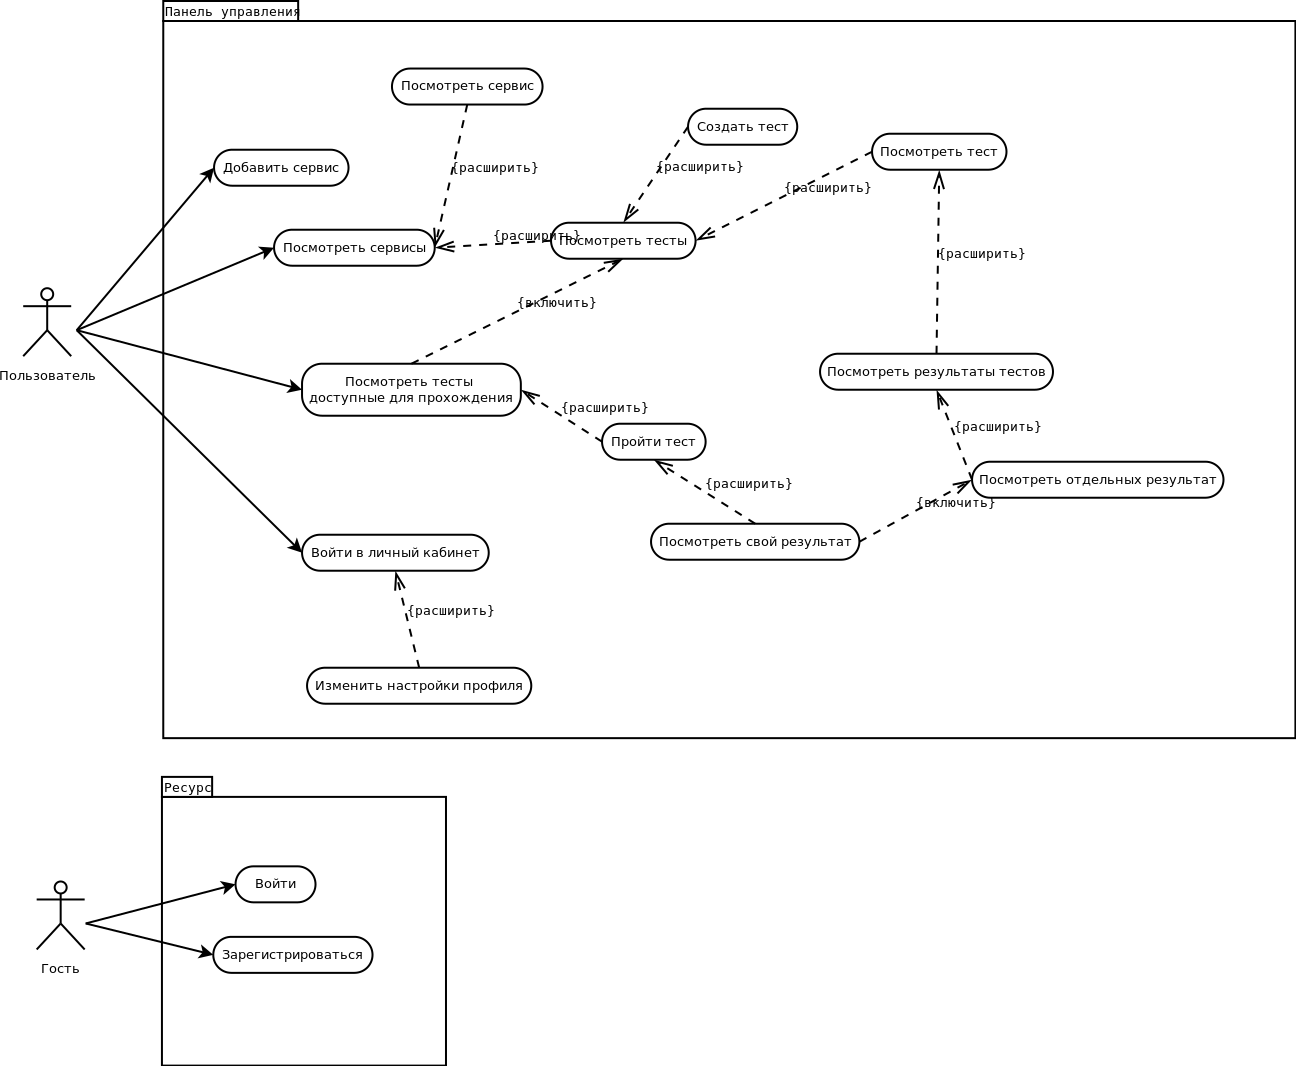 Панель управления
Посмотреть сервис
Создать тест
Посмотреть тест
Добавить сервис
{расширить}
{расширить}
{расширить}
Посмотреть сервисы
{расширить}
Посмотреть тесты
{расширить}
{включить}
Пользователь
Посмотреть тесты
доступные для прохождения
Посмотреть результаты тестов
{расширить}
Пройти тест
{расширить}
{расширить}
Посмотреть отдельных результат
{включить}
Посмотреть свой результат
Войти в личный кабинет
{расширить}
Изменить настройки профиля
Ресурс
Войти
Зарегистрироваться
Гость